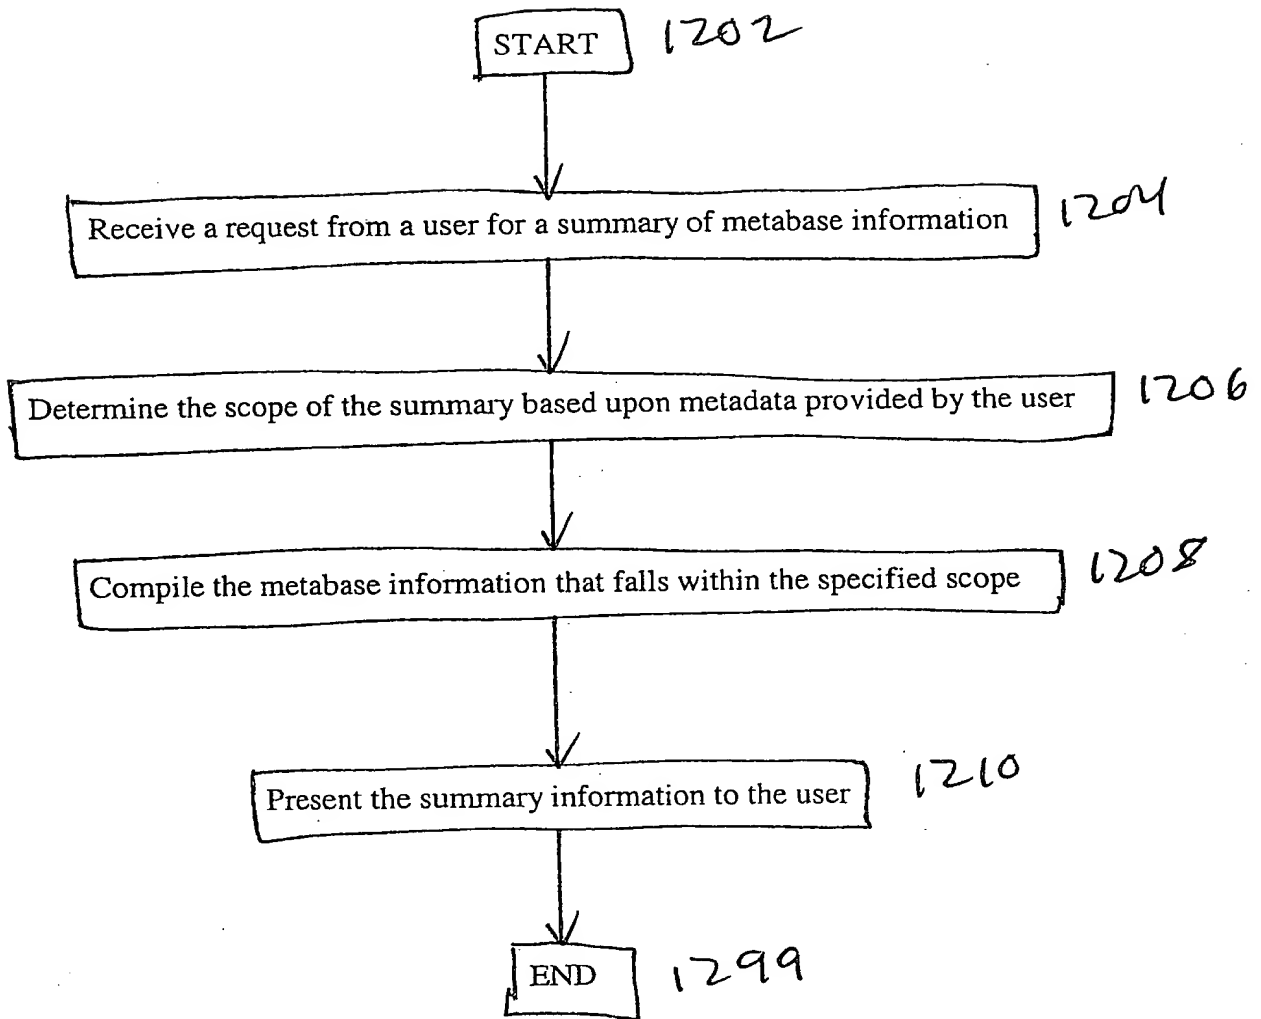 START 1202
Receive a request from a user for a summary of metabase information 1204
Determine the scope of the summary based upon metadata provided by the user 1206
Compile the metabase information that falls within the specified scope 1208
Present the summary information to the user 1210
END 1299